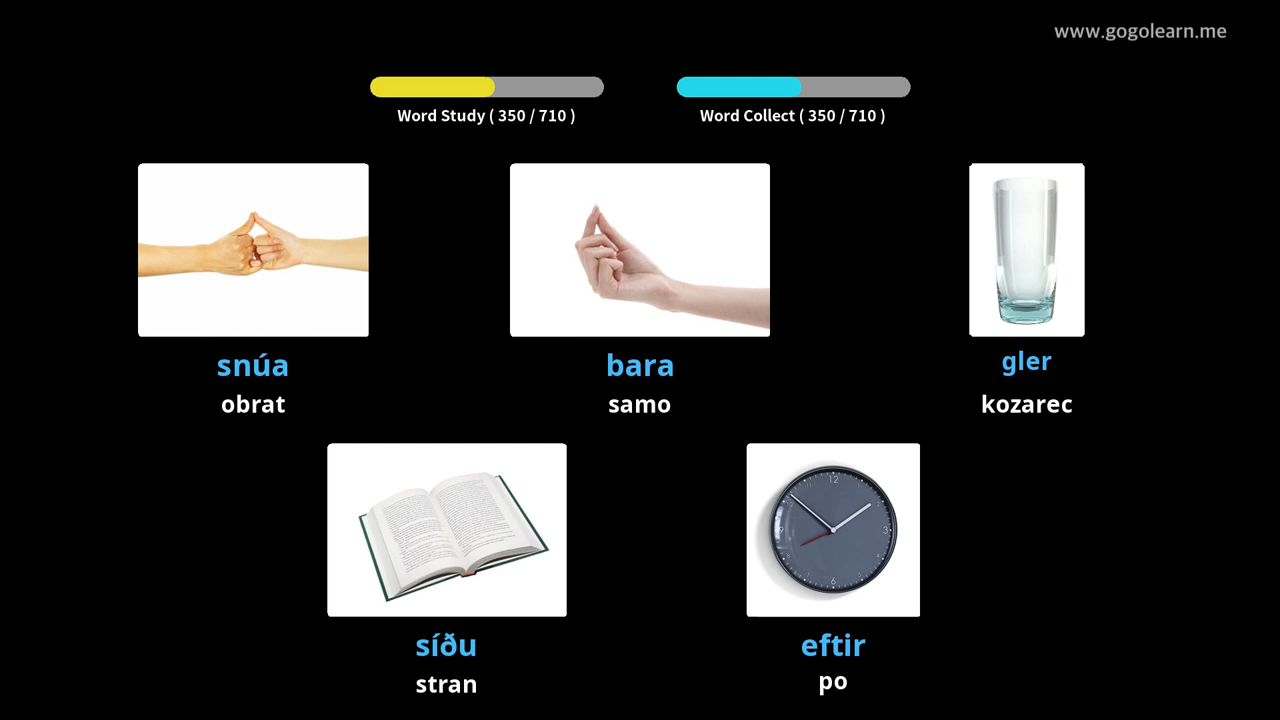 www.gogolearn.me
Word Study ( 350 / 710 )
Word Collect ( 350 / 710 )
snúa
obrat
bara
samo
gler
kozarec
síðu
stran
eftir
po